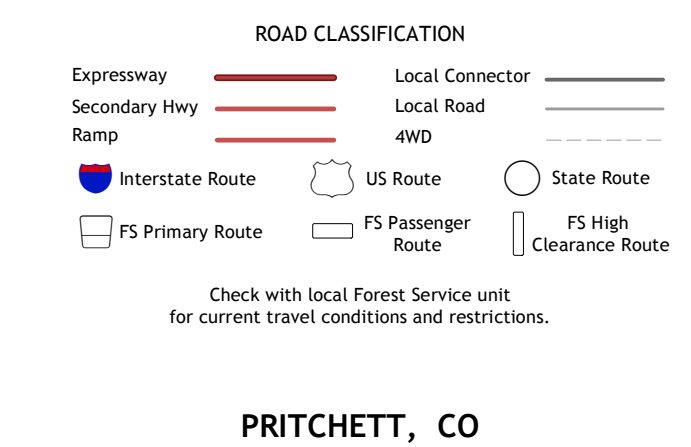 ROAD CLASSIFICATION
Expressway
Local Connector
Secondary Hwy
Local Road
Ramp
4WD
Interstate Route
US Route
State Route
FS Primary Route
FS Passenger
Route
FS High
Clearance Route
Check with local Forest Service unit
for current travel conditions and restrictions.
PRITCHETT, CO